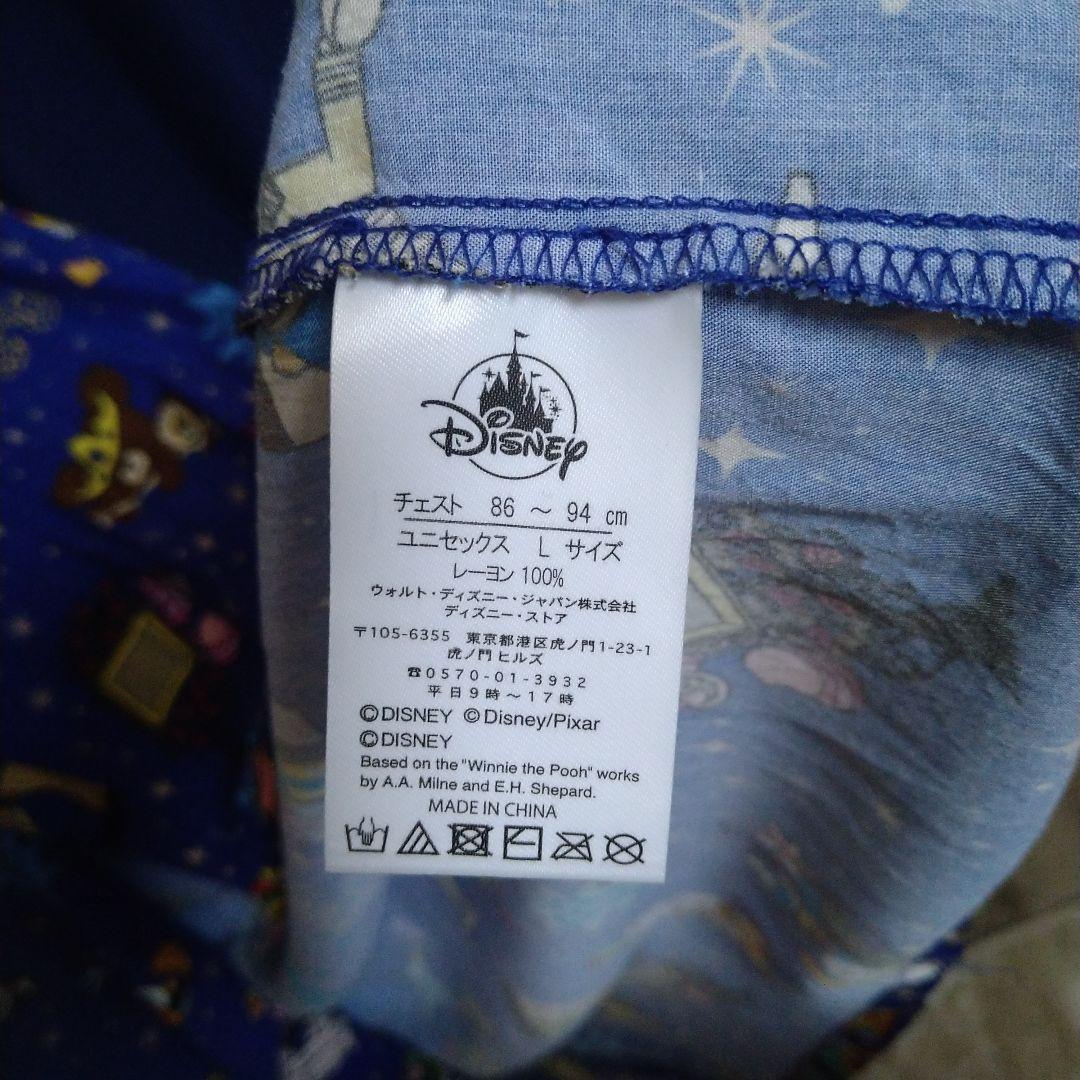 Disney
チェスト 86 ～ 94 cm
ユニセックス L サイズ
レーヨン 100%
ウォルト・ディズニー・ジャパン株式会社
ディズニー・ストア
〒105-6355 東京都港区虎ノ門1-23-1
虎ノ門 ヒルズ
☎0570-01-3932
平日9時～17時
©DISNEY ©Disney/Pixar
©DISNEY
Based on the "Winnie the Pooh" works
by A.A. Milne and E.H. Shepard.
MADE IN CHINA